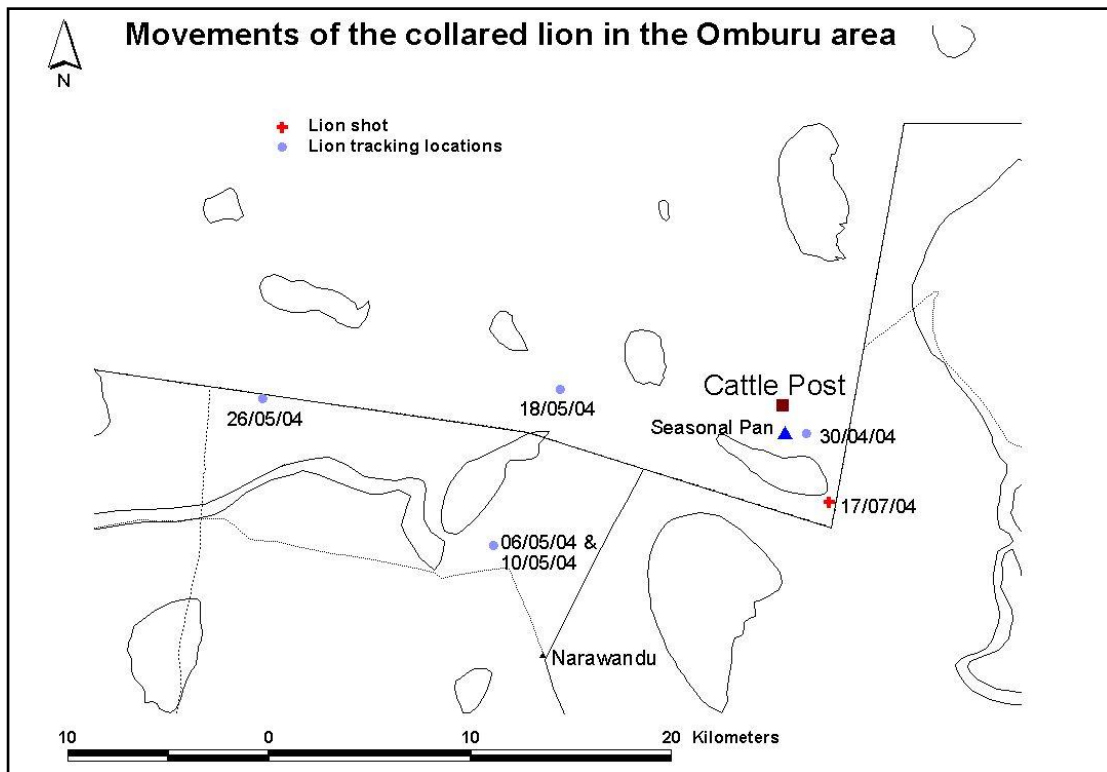 Movements of the collared lion in the Omburu area
N
Lion shot
Lion tracking locations
Cattle Post
18/05/04
26/05/04
Seasonal Pan
30/04/04
17/07/04
06/05/04 &
10/05/04
Narawandu
10 0 10 20 Kilometers